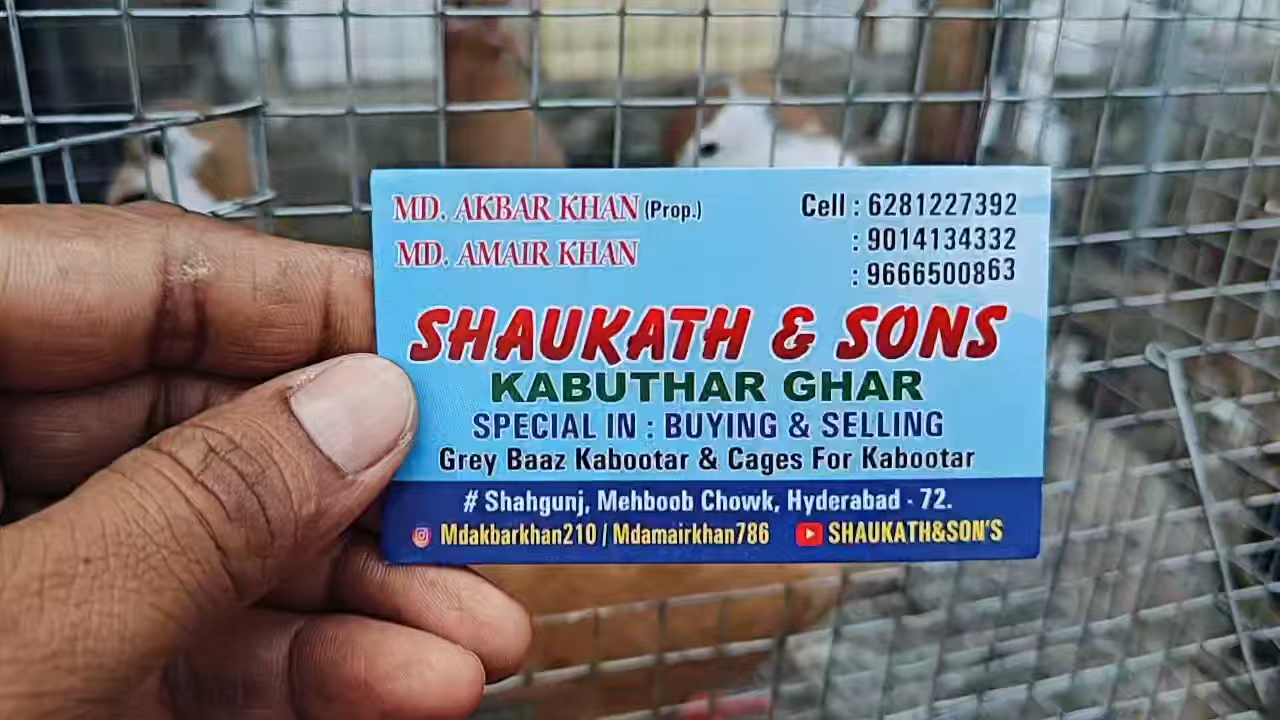 MD. AKBAR KHAN (Prop.)
MD. AMAIR KHAN
Cell : 6281227392
: 9014134332
: 9666500863
SHAUKATH & SONS
KABUTHAR GHAR
SPECIAL IN : BUYING & SELLING
Grey Baaz Kabootar & Cages For Kabootar
# Shahgunj, Mehboob Chowk, Hyderabad - 72.
Mdakbarkhan210 / Mdamairkhan786 SHAUKATH&SON'S